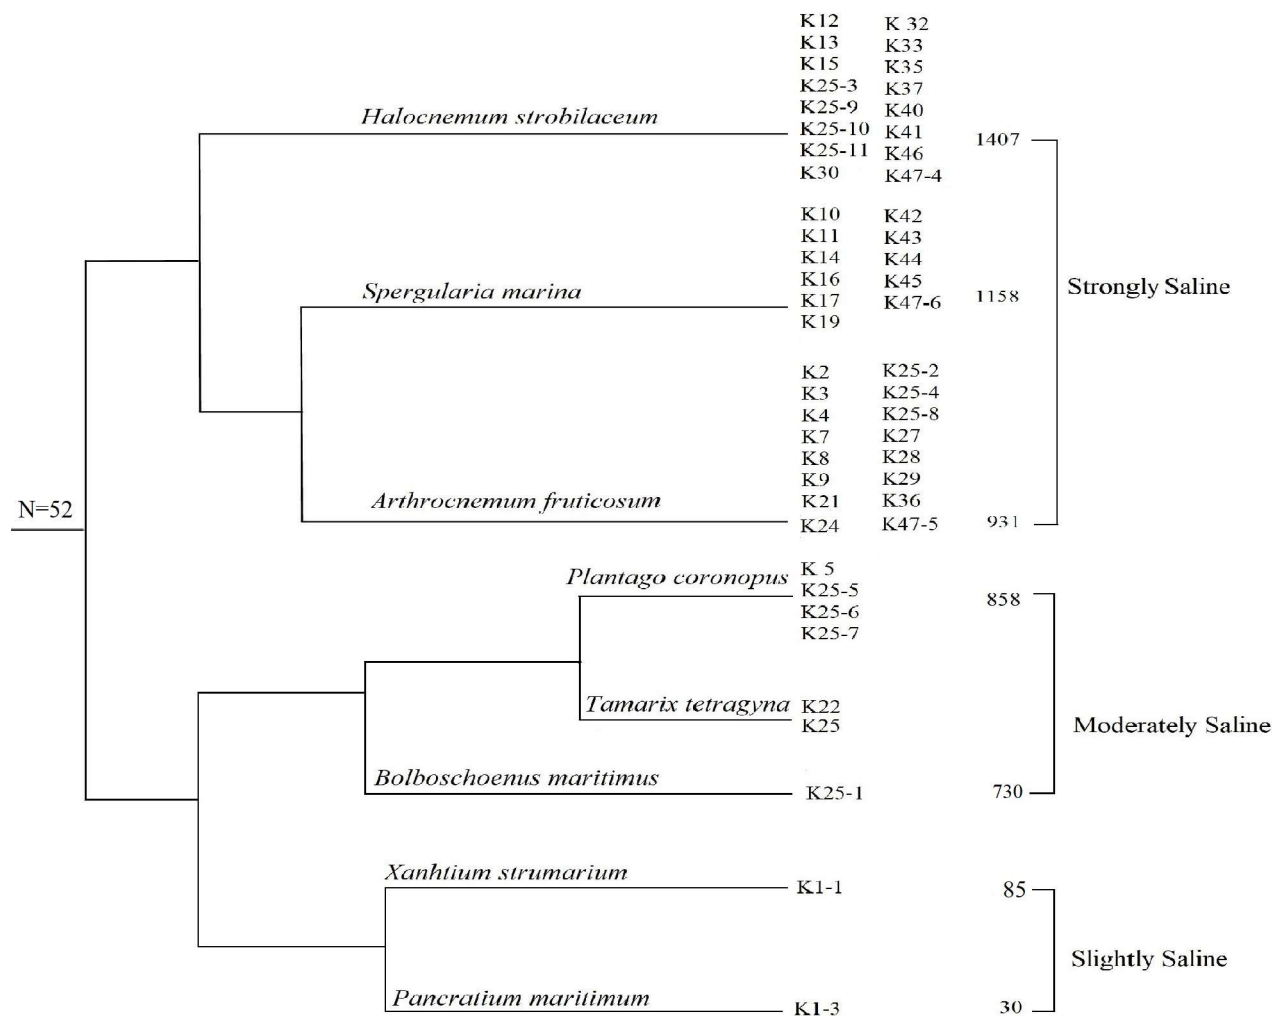 K12 K 32
K13 K33
K15 K35
K25-3 K37
Halocnemum strobilaceum K25-9 K40
K25-10 K41 1407
K25-11 K46
K30 K47-4
K10 K42
K11 K43
K14 K44
K16 K45 Strongly Saline
Spergularia marina K17 K47-6 1158
K19
K2 K25-2
K3 K25-4
K4 K25-8
K7 K27
K8 K28
K9 K29
Arthrocnemum fruticosum K21 K36
N=52 K24 K47-5 931
Plantago coronopus K 5
K25-5 858
K25-6
K25-7
Tamarix tetragyna K22
K25 Moderately Saline
Bolboschoenus maritimus K25-1 730
Xanhtium strumarium
K1-1 85
Slightly Saline
Pancratium maritimum K1-3 30